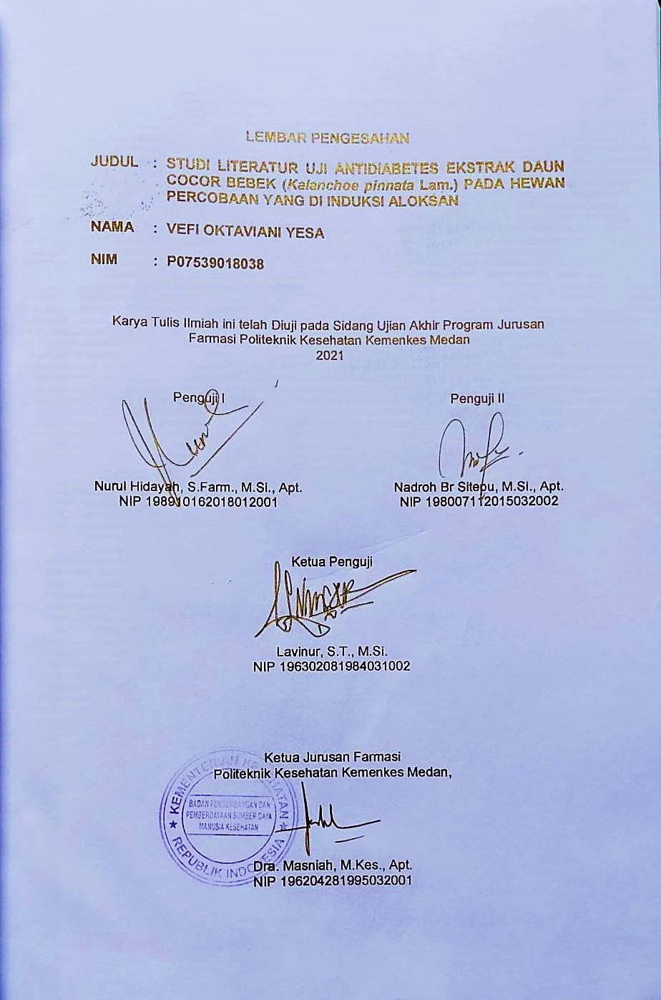 LEMBAR PENGESAHAN
JUDUL : STUDI LITERATUR UJI ANTIDIABETES EKSTRAK DAUN
COCOR BEBEK (Kalanchoe pinnata Lam.) PADA HEWAN
PERCOBAAN YANG DI INDUKSI ALOKSAN
NAMA : VEFI OKTAVIANI YESA
NIM : P07539018038
Karya Tulis Ilmiah ini telah Diuji pada Sidang Ujian Akhir Program Jurusan
Farmasi Politeknik Kesehatan Kemenkes Medan
2021
Penguji I
Nurul Hidayah, S.Farm., M.Si., Apt.
NIP 198910162018012001
Penguji II
Nadroh Br Sitepu, M.Si., Apt.
NIP 198007112015032002
Ketua Penguji
Lavinur, S.T., M.Si.
NIP 196302081984031002
Ketua Jurusan Farmasi
Politeknik Kesehatan Kemenkes Medan,
KEMENTERIAN KESEHATAN
BADAN PENGEMBANGAN DAN
PEMBERDAYAAN SUMBER DAYA
MANUSIA KESEHATAN
REPUBLIK INDONESIA
Dra. Masniah, M.Kes., Apt.
NIP 196204281995032001